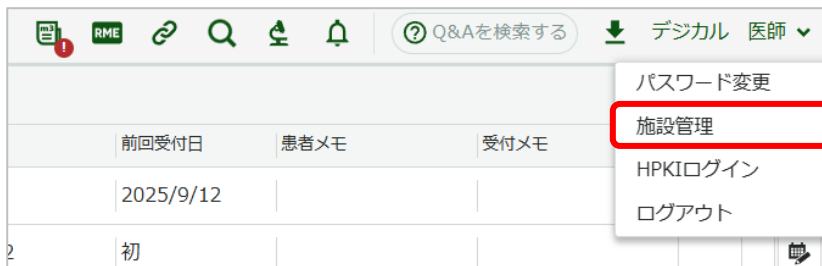 m3 RME Q&Aを検索する デジカル 医師
パスワード変更
施設管理
前回受付日 患者メモ 受付メモ
HPKIログイン
2025/9/12
ログアウト
2 初